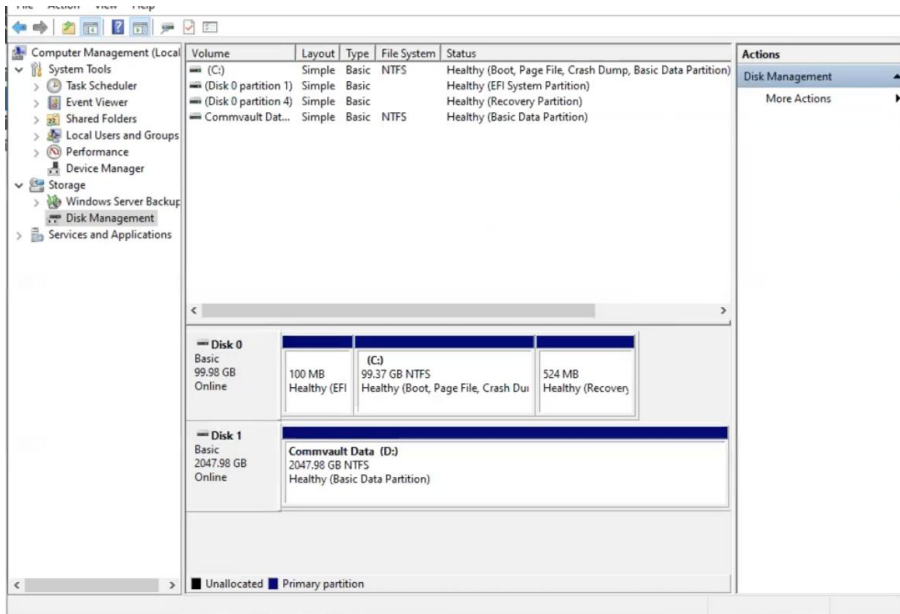 File Action View Help
Computer Management (Local
System Tools
Task Scheduler
Event Viewer
Shared Folders
Local Users and Groups
Performance
Device Manager
Storage
Windows Server Backup
Disk Management
Services and Applications
Volume Layout Type File System Status
(C:) Simple Basic NTFS Healthy (Boot, Page File, Crash Dump, Basic Data Partition)
(Disk 0 partition 1) Simple Basic Healthy (EFI System Partition)
(Disk 0 partition 4) Simple Basic Healthy (Recovery Partition)
Commvault Dat... Simple Basic NTFS Healthy (Basic Data Partition)
Disk 0
Basic
99.98 GB
Online
100 MB
Healthy (EFI
(C:)
99.37 GB NTFS
Healthy (Boot, Page File, Crash Du
524 MB
Healthy (Recovery
Disk 1
Basic
2047.98 GB
Online
Commvault Data (D:)
2047.98 GB NTFS
Healthy (Basic Data Partition)
Unallocated Primary partition
Actions
Disk Management
More Actions